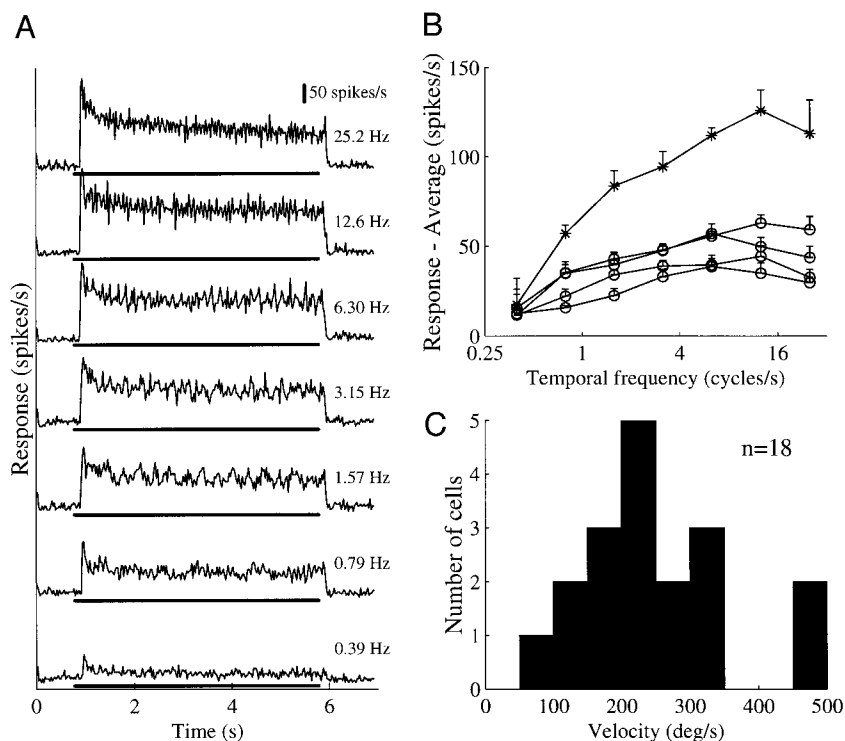 A
50 spikes/s
25.2 Hz
12.6 Hz
6.30 Hz
3.15 Hz
1.57 Hz
0.79 Hz
0.39 Hz
Response (spikes/s)
0 2 4 6
Time (s)
B
Response - Average (spikes/s)
150
100
50
0
0.25 1 4 16
Temporal frequency (cycles/s)
C
n=18
Number of cells
5
4
3
2
1
0 100 200 300 400 500
Velocity (deg/s)